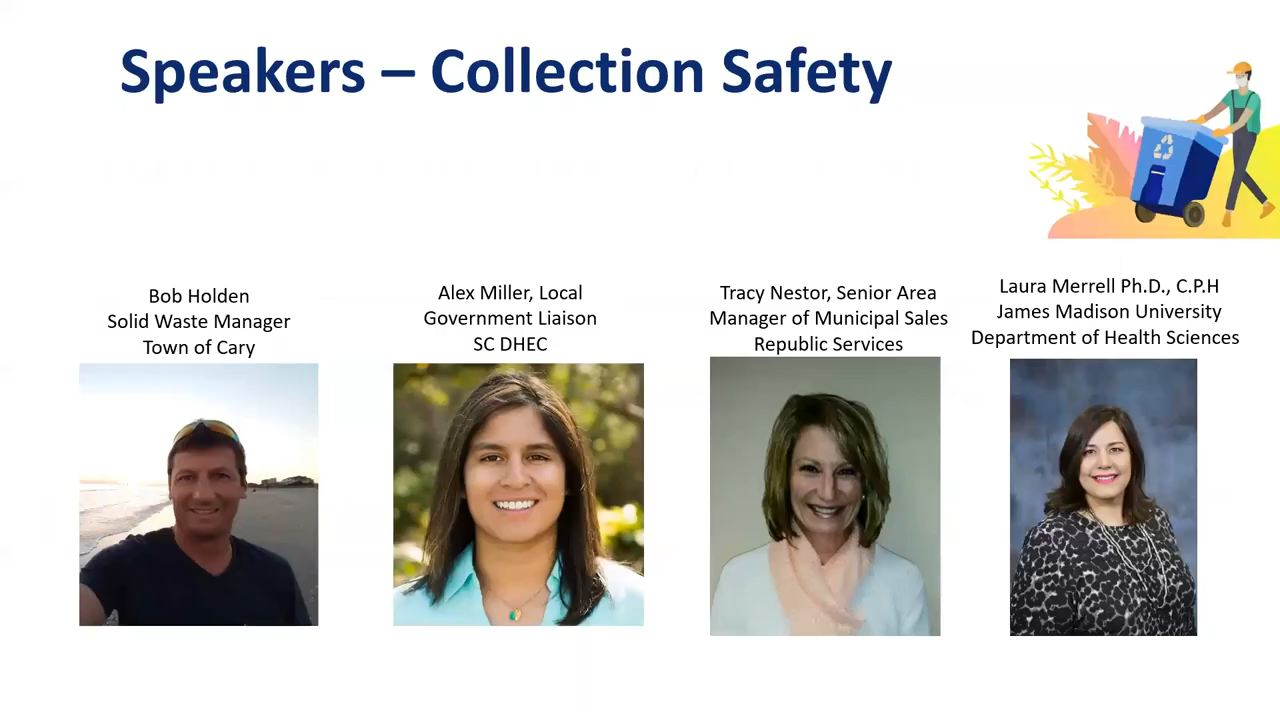 Speakers – Collection Safety
Bob Holden
Solid Waste Manager
Town of Cary
Alex Miller, Local
Government Liaison
SC DHEC
Tracy Nestor, Senior Area
Manager of Municipal Sales
Republic Services
Laura Merrell Ph.D., C.P.H
James Madison University
Department of Health Sciences